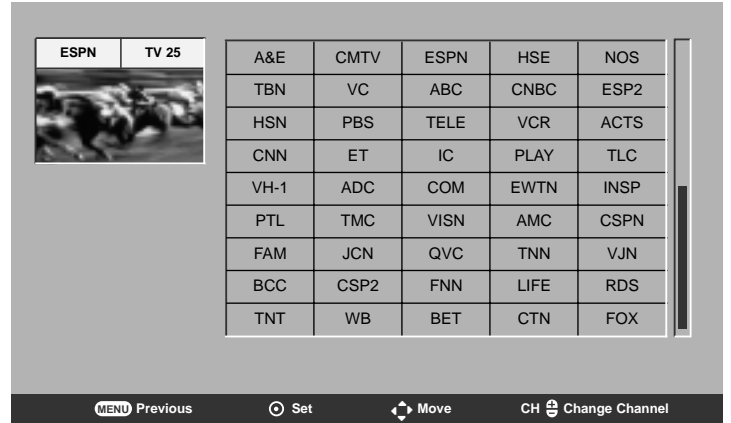 ESPN TV 25
A&E CMTV ESPN HSE NOS
TBN VC ABC CNBC ESP2
HSN PBS TELE VCR ACTS
CNN ET IC PLAY TLC
VH-1 ADC COM EWTN INSP
PTL TMC VISN AMC CSPN
FAM JCN QVC TNN VJN
BCC CSP2 FNN LIFE RDS
TNT WB BET CTN FOX
MENU Previous Set Move CH Change Channel